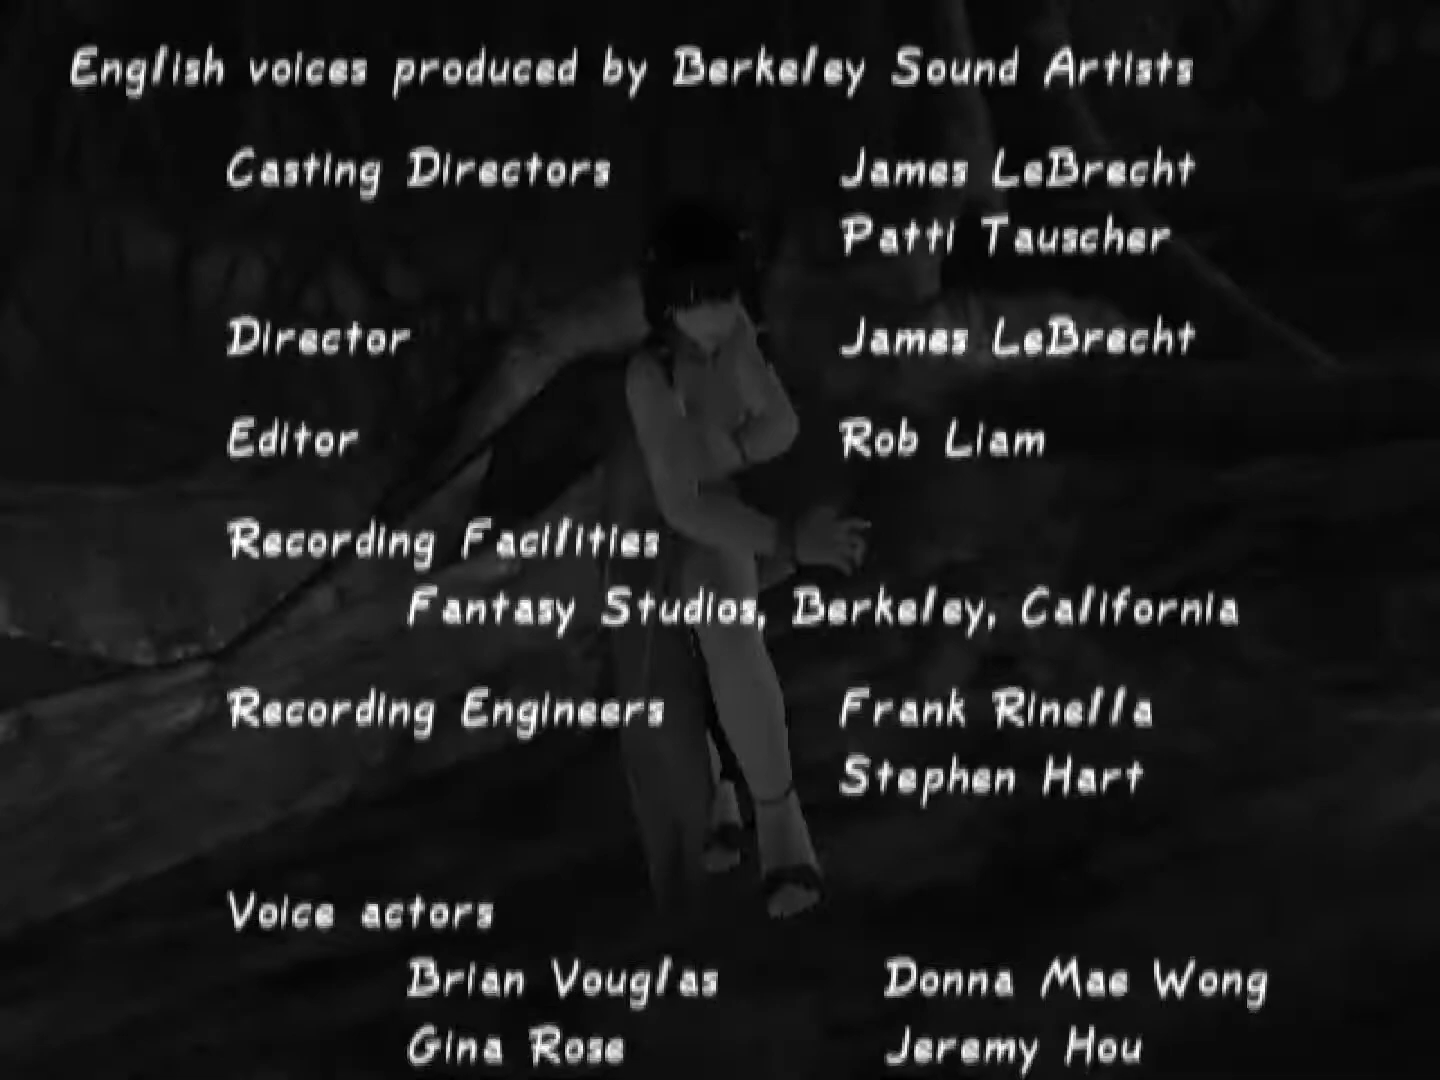 English voices produced by Berkeley Sound Artists
Casting Directors James LeBrecht
Patti Tauscher
Director James LeBrecht
Editor Rob Liam
Recording Facilities
Fantasy Studios, Berkeley, California
Recording Engineers Frank Rinella
Stephen Hart
Voice actors
Brian Vouglas Donna Mae Wong
Gina Rose Jeremy Hou